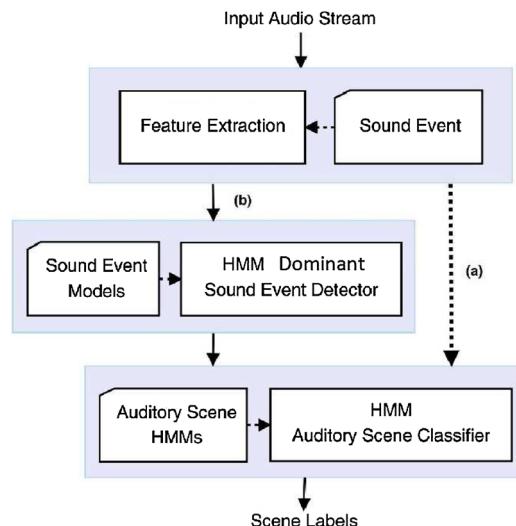 Input Audio Stream
Feature Extraction
Sound Event
(b)
(a)
Sound Event
Models
HMM Dominant
Sound Event Detector
Auditory Scene
HMMs
HMM
Auditory Scene Classifier
Scene Labels